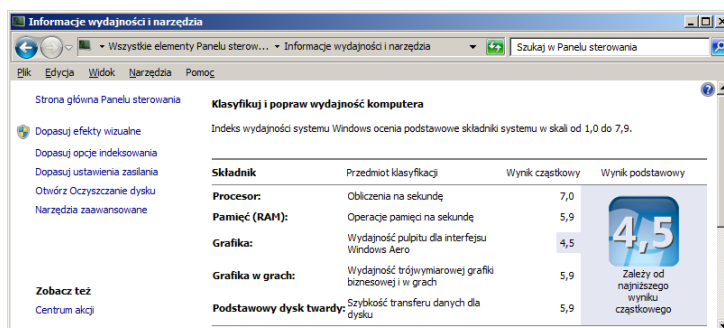 Informacje wydajności i narzędzia
Wszystkie elementy Panelu sterow... Informacje wydajności i narzędzia Szukaj w Panelu sterowania
Plik Edycja Widok Narzędzia Pomoc
Strona główna Panelu sterowania
Dopasuj efekty wizualne
Dopasuj opcje indeksowania
Dopasuj ustawienia zasilania
Otwórz Oczyszczanie dysku
Narzędzia zaawansowane
Zobacz też
Centrum akcji
Klasyfikuj i popraw wydajność komputera
Indeks wydajności systemu Windows ocenia podstawowe składniki systemu w skali od 1,0 do 7,9.
Składnik Przedmiot klasyfikacji Wynik cząstkowy Wynik podstawowy
Procesor: Obliczenia na sekundę 7,0
Pamięć (RAM): Operacje pamięci na sekundę 5,9
Grafika: Wydajność pulpitu dla interfejsu
Windows Aero 4,5
Grafika w grach: Wydajność trójwymiarowej grafiki
biznesowej i w grach 5,9
Podstawowy dysk twardy: Szybkość transferu danych dla
dysku 5,9
4,5
Zależy od
najniższego
wyniku
cząstkowego